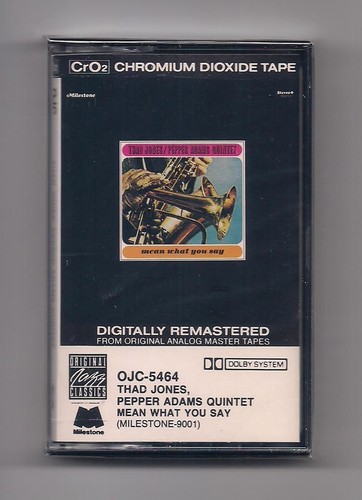 CrO2 CHROMIUM DIOXIDE TAPE
Milestone Stereo
THAD JONES/PEPPER ADAMS QUINTET
mean what you say
DIGITALLY REMASTERED
FROM ORIGINAL ANALOG MASTER TAPES
ORIGINAL
Jazz
CLASSICS
OJC-5464
DOLBY SYSTEM
THAD JONES,
PEPPER ADAMS QUINTET
MEAN WHAT YOU SAY
(MILESTONE-9001)
Milestone